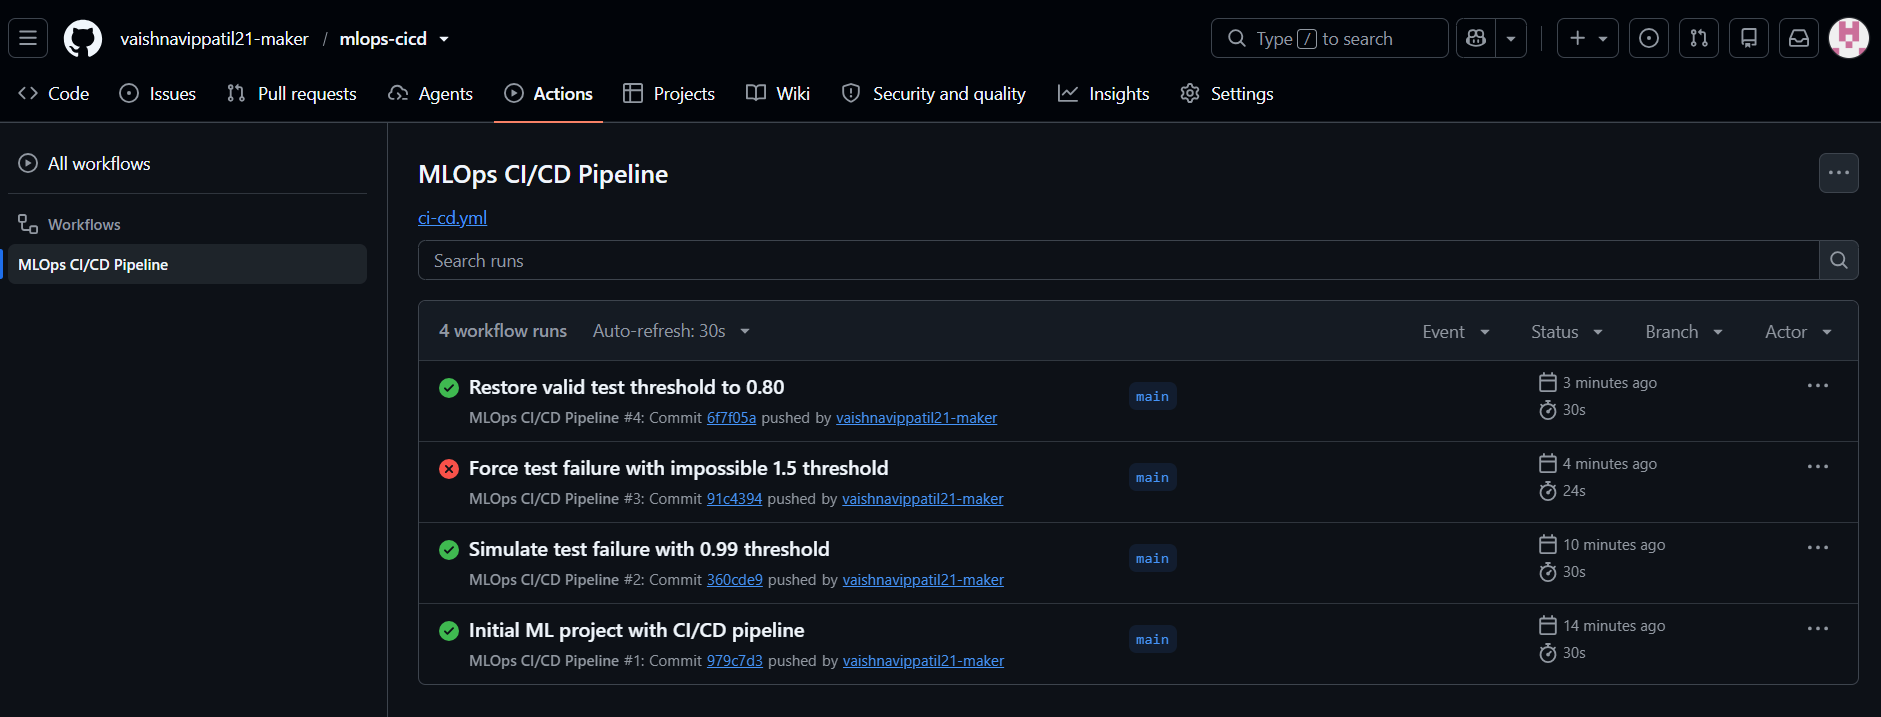 vaishnavippatil21-maker / mlops-cicd
Type / to search
Code Issues Pull requests Agents Actions Projects Wiki Security and quality Insights Settings
All workflows
Workflows
MLOps CI/CD Pipeline
MLOps CI/CD Pipeline
ci-cd.yml
Search runs
4 workflow runs Auto-refresh: 30s Event Status Branch Actor
Restore valid test threshold to 0.80
MLOps CI/CD Pipeline #4: Commit 6f7f05a pushed by vaishnavippatil21-maker
main
3 minutes ago
30s
Force test failure with impossible 1.5 threshold
MLOps CI/CD Pipeline #3: Commit 91c4394 pushed by vaishnavippatil21-maker
main
4 minutes ago
24s
Simulate test failure with 0.99 threshold
MLOps CI/CD Pipeline #2: Commit 360cde9 pushed by vaishnavippatil21-maker
main
10 minutes ago
30s
Initial ML project with CI/CD pipeline
MLOps CI/CD Pipeline #1: Commit 979c7d3 pushed by vaishnavippatil21-maker
main
14 minutes ago
30s